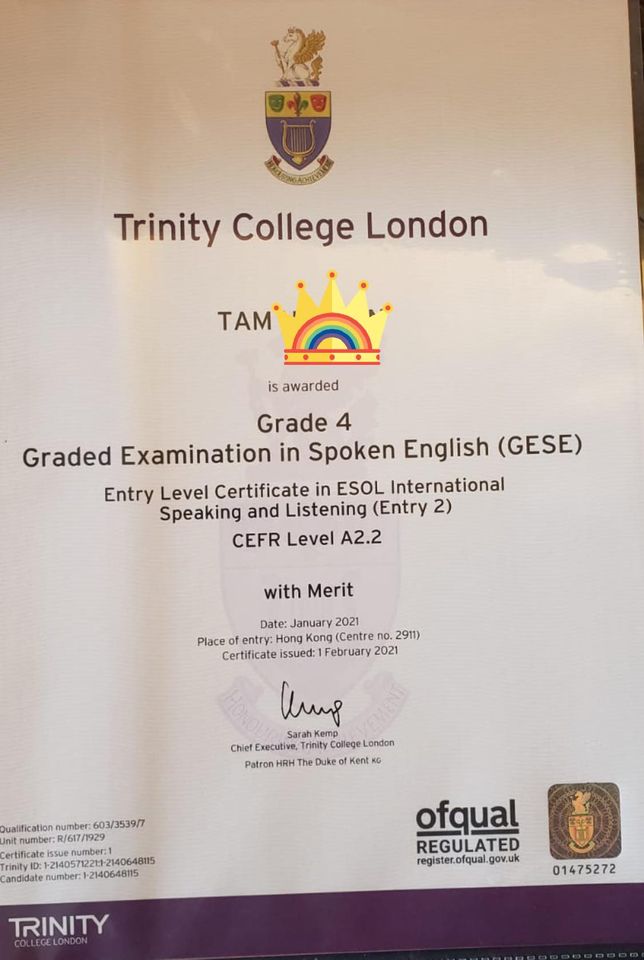 Trinity College London
TAM
is awarded
Grade 4
Graded Examination in Spoken English (GESE)
Entry Level Certificate in ESOL International
Speaking and Listening (Entry 2)
CEFR Level A2.2
with Merit
Date: January 2021
Place of entry: Hong Kong (Centre no. 2911)
Certificate issued: 1 February 2021
Sarah Kemp
Chief Executive, Trinity College London
Patron HRH The Duke of Kent KG
Qualification number: 603/3539/7
Unit number: R/617/1929
Certificate issue number: 1
Trinity ID: 1-2140571221:1-2140648115
Candidate number: 1-2140648115
ofqual
REGULATED
register.ofqual.gov.uk
01475272
TRINITY
COLLEGE LONDON